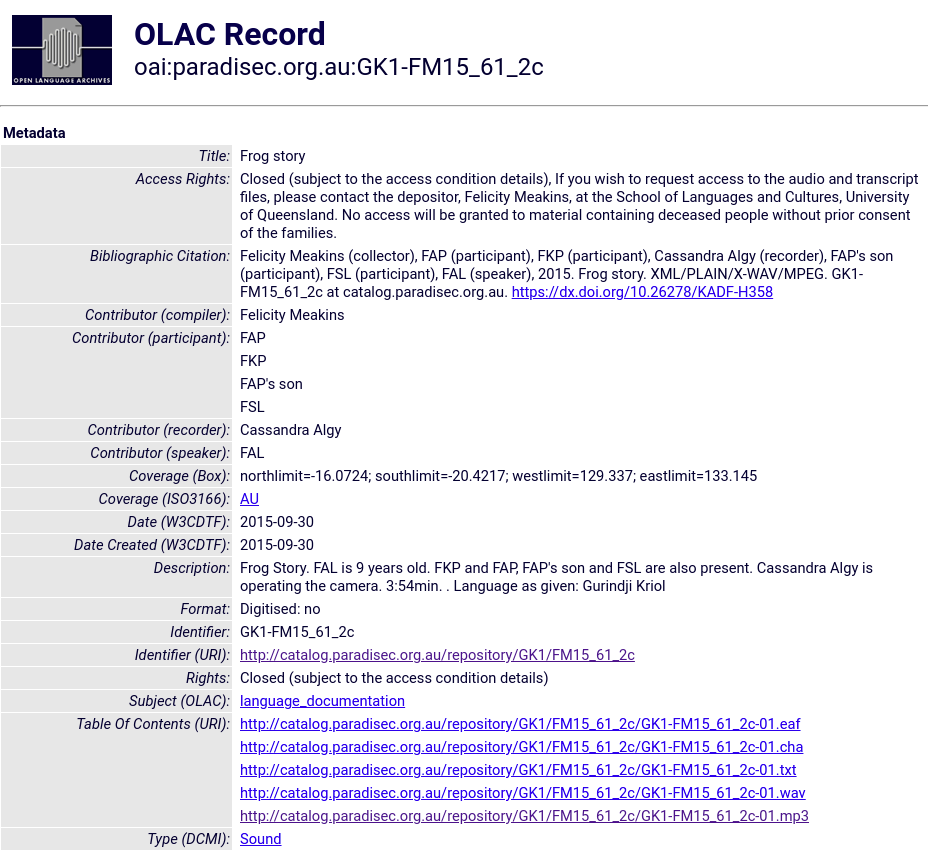 OPEN LANGUAGE ARCHIVES
OLAC Record
oai:paradisec.org.au:GK1-FM15_61_2c
Metadata
Title: Frog story
Access Rights: Closed (subject to the access condition details), If you wish to request access to the audio and transcript
files, please contact the depositor, Felicity Meakins, at the School of Languages and Cultures, University
of Queensland. No access will be granted to material containing deceased people without prior consent
of the families.
Bibliographic Citation: Felicity Meakins (collector), FAP (participant), FKP (participant), Cassandra Algy (recorder), FAP's son
(participant), FSL (participant), FAL (speaker), 2015. Frog story. XML/PLAIN/X-WAV/MPEG. GK1-
FM15_61_2c at catalog.paradisec.org.au. https://dx.doi.org/10.26278/KADF-H358
Contributor (compiler): Felicity Meakins
Contributor (participant): FAP
FKP
FAP's son
FSL
Contributor (recorder): Cassandra Algy
Contributor (speaker): FAL
Coverage (Box): northlimit=-16.0724; southlimit=-20.4217; westlimit=129.337; eastlimit=133.145
Coverage (ISO3166): AU
Date (W3CDTF): 2015-09-30
Date Created (W3CDTF): 2015-09-30
Description: Frog Story. FAL is 9 years old. FKP and FAP, FAP's son and FSL are also present. Cassandra Algy is
operating the camera. 3:54min. . Language as given: Gurindji Kriol
Format: Digitised: no
Identifier: GK1-FM15_61_2c
Identifier (URI): http://catalog.paradisec.org.au/repository/GK1/FM15_61_2c
Rights: Closed (subject to the access condition details)
Subject (OLAC): language_documentation
Table Of Contents (URI): http://catalog.paradisec.org.au/repository/GK1/FM15_61_2c/GK1-FM15_61_2c-01.eaf
http://catalog.paradisec.org.au/repository/GK1/FM15_61_2c/GK1-FM15_61_2c-01.cha
http://catalog.paradisec.org.au/repository/GK1/FM15_61_2c/GK1-FM15_61_2c-01.txt
http://catalog.paradisec.org.au/repository/GK1/FM15_61_2c/GK1-FM15_61_2c-01.wav
http://catalog.paradisec.org.au/repository/GK1/FM15_61_2c/GK1-FM15_61_2c-01.mp3
Type (DCMI): Sound